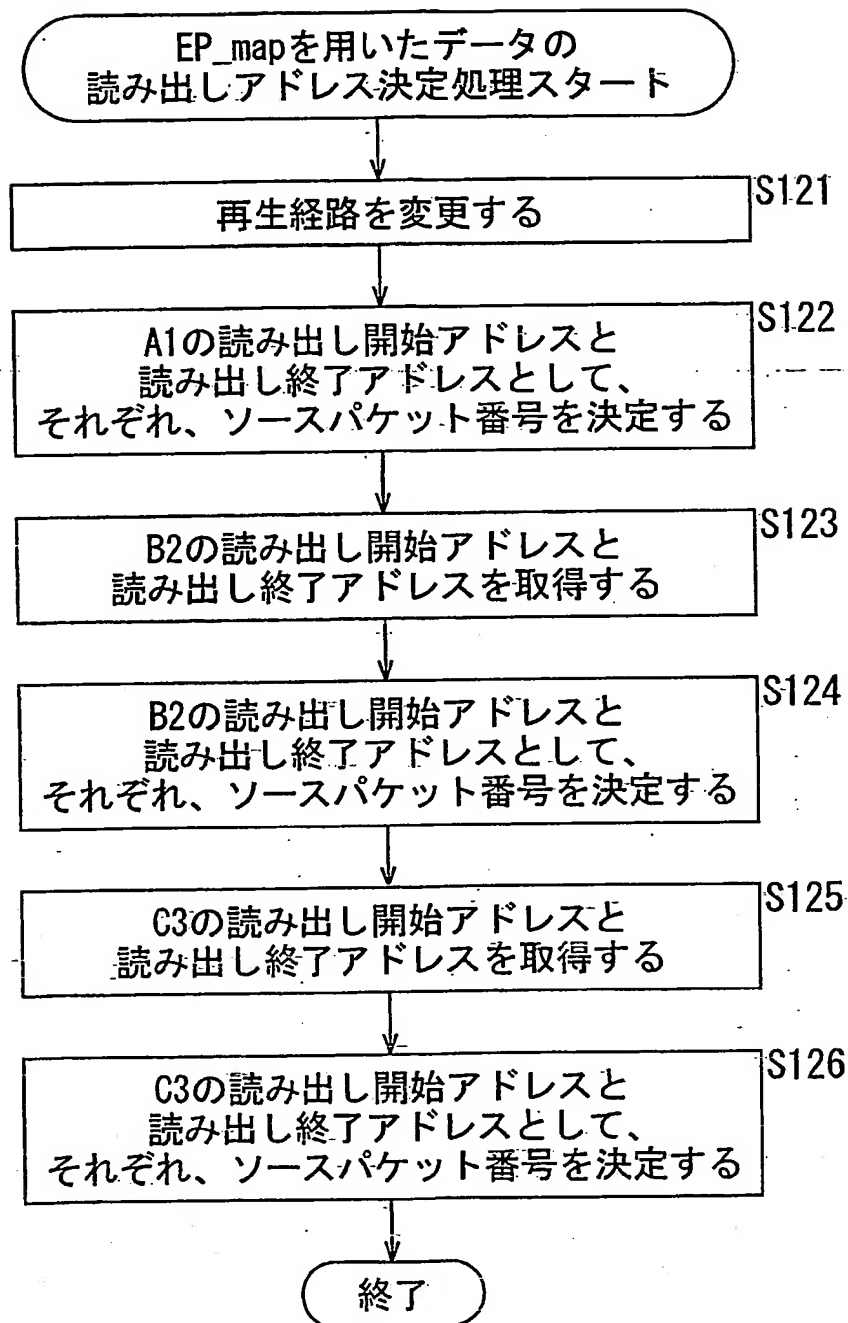 EP_mapを用いたデータの
読み出しアドレス決定処理スタート
S121
再生経路を変更する
S122
A1の読み出し開始アドレスと
読み出し終了アドレスとして、
それぞれ、ソースパケット番号を決定する
S123
B2の読み出し開始アドレスと
読み出し終了アドレスを取得する
S124
B2の読み出し開始アドレスと
読み出し終了アドレスとして、
それぞれ、ソースパケット番号を決定する
S125
C3の読み出し開始アドレスと
読み出し終了アドレスを取得する
S126
C3の読み出し開始アドレスと
読み出し終了アドレスとして、
それぞれ、ソースパケット番号を決定する
終了